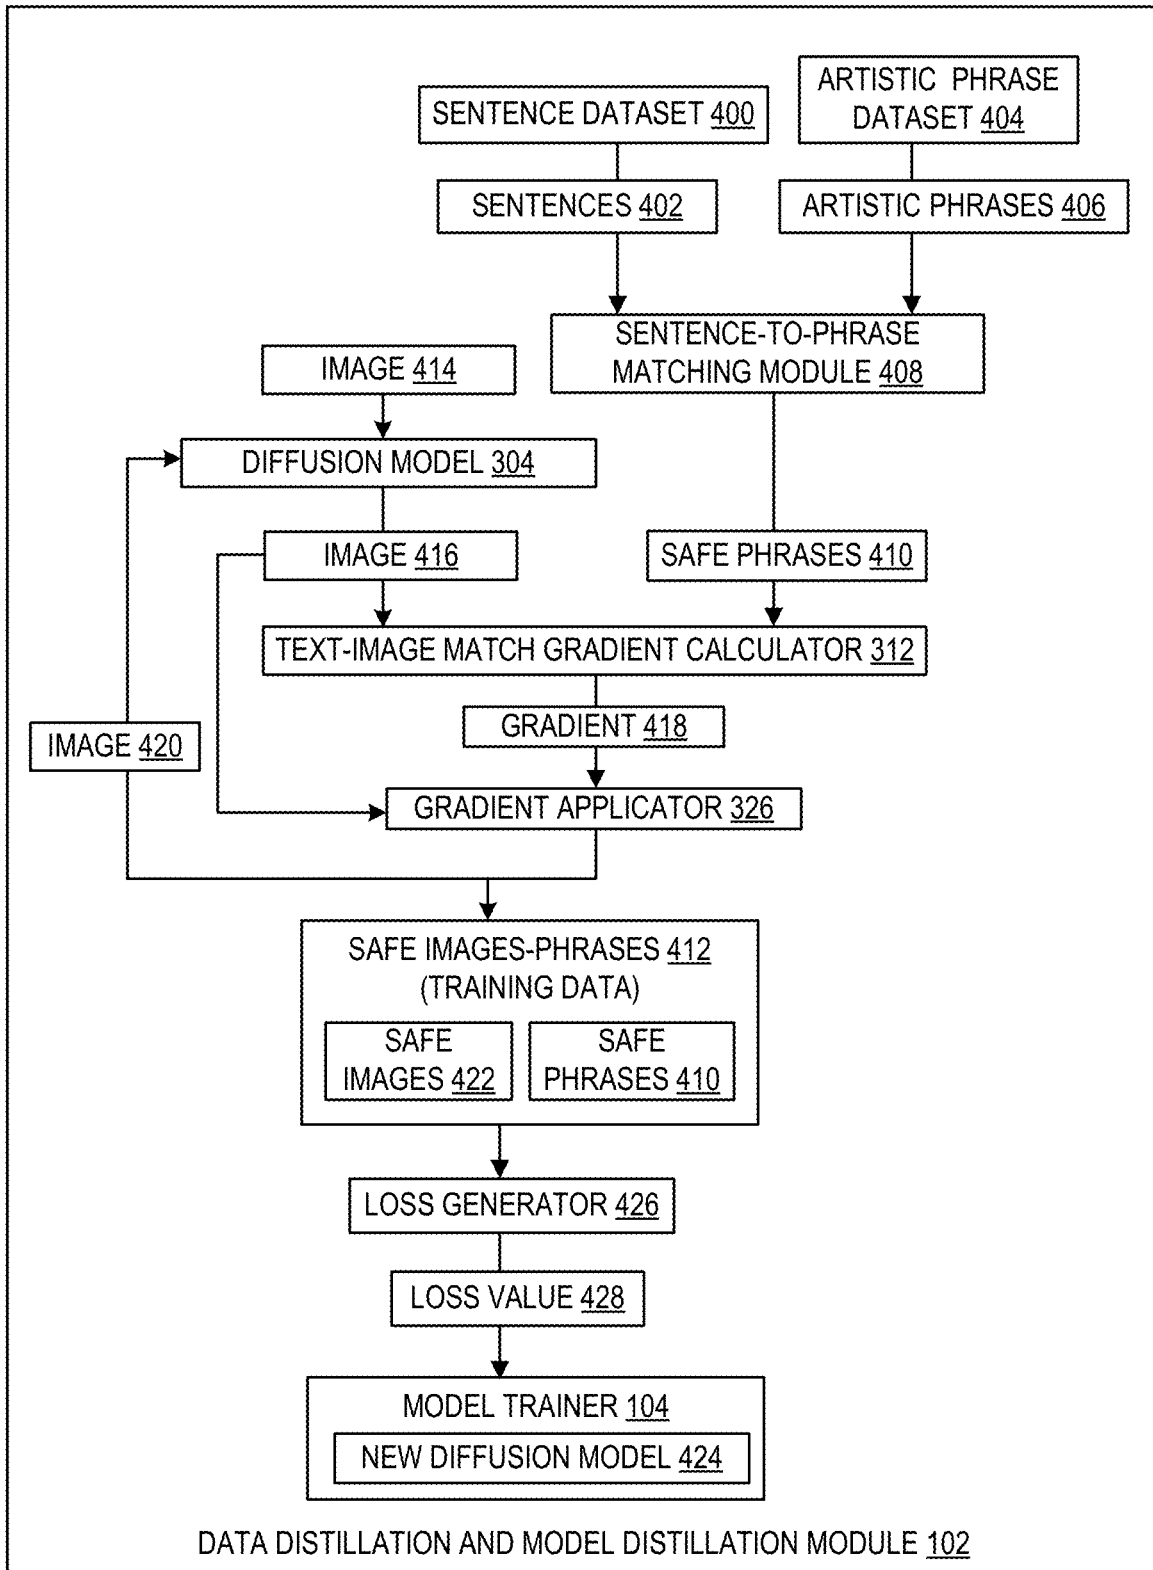 SENTENCE DATASET 400
ARTISTIC PHRASE
DATASET 404
SENTENCES 402
ARTISTIC PHRASES 406
SENTENCE-TO-PHRASE
MATCHING MODULE 408
IMAGE 414
DIFFUSION MODEL 304
IMAGE 416
SAFE PHRASES 410
TEXT-IMAGE MATCH GRADIENT CALCULATOR 312
GRADIENT 418
IMAGE 420
GRADIENT APPLICATOR 326
SAFE IMAGES-PHRASES 412
(TRAINING DATA)
SAFE
IMAGES 422
SAFE
PHRASES 410
LOSS GENERATOR 426
LOSS VALUE 428
MODEL TRAINER 104
NEW DIFFUSION MODEL 424
DATA DISTILLATION AND MODEL DISTILLATION MODULE 102